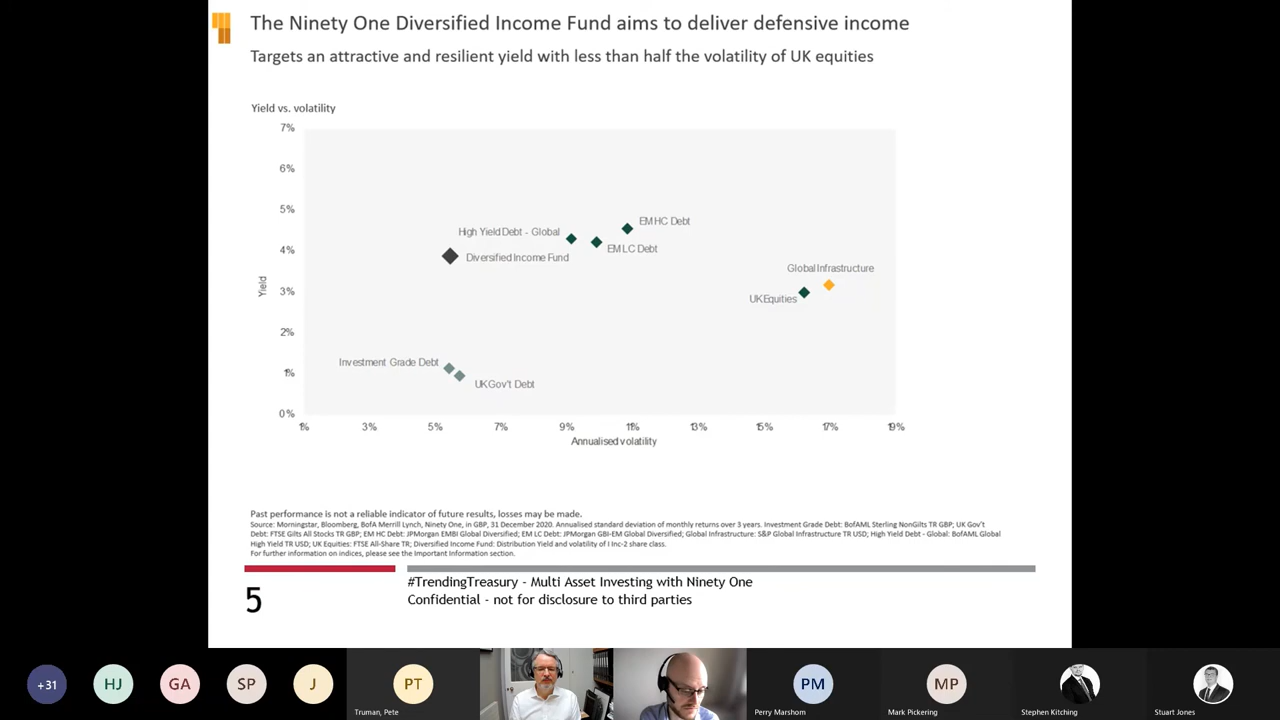 The Ninety One Diversified Income Fund aims to deliver defensive income
Targets an attractive and resilient yield with less than half the volatility of UK equities
Yield vs. volatility
7%
6%
5%
4%
3%
2%
1%
0%
Yield
EM HC Debt
High Yield Debt - Global
EM LC Debt
Diversified Income Fund
Global Infrastructure
UK Equities
Investment Grade Debt
UK Gov't Debt
1% 3% 5% 7% 9% 11% 13% 15% 17% 19%
Annualised volatility
Past performance is not a reliable indicator of future results, losses may be made.
Source: Morningstar, Bloomberg, BofA Merrill Lynch, Ninety One, in GBP, 31 December 2020. Annualised standard deviation of monthly returns over 3 years. Investment Grade Debt: BofAML Sterling NonGilts TR GBP; UK Gov't
Debt: FTSE Gilts All Stocks TR GBP; EM HC Debt: JPMorgan EMBI Global Diversified; EM LC Debt: JPMorgan GBI-EM Global Diversified; Global Infrastructure: S&P Global Infrastructure TR USD; High Yield Debt - Global: BofAML Global
High Yield TR USD; UK Equities: FTSE All-Share TR; Diversified Income Fund: Distribution Yield and volatility of I Inc-2 share class.
For further information on indices, please see the Important Information section.
5
#TrendingTreasury - Multi Asset Investing with Ninety One
Confidential - not for disclosure to third parties
+31 HJ GA SP J PT PM MP
Truman, Pete
Perry Marshom
Mark Pickering
Stephen Kitching
Stuart Jones